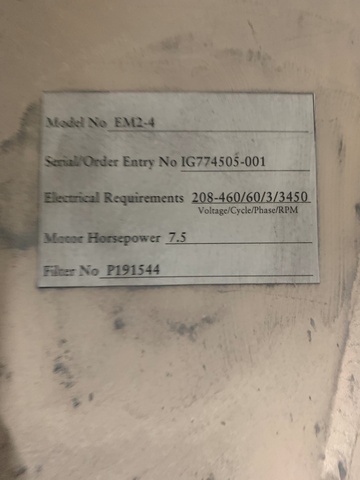 Model No EM2-4
Serial/Order Entry No IG774505-001
Electrical Requirements 208-460/60/3/3450
Voltage/Cycle/Phase/RPM
Motor Horsepower 7.5
Filter No P191544